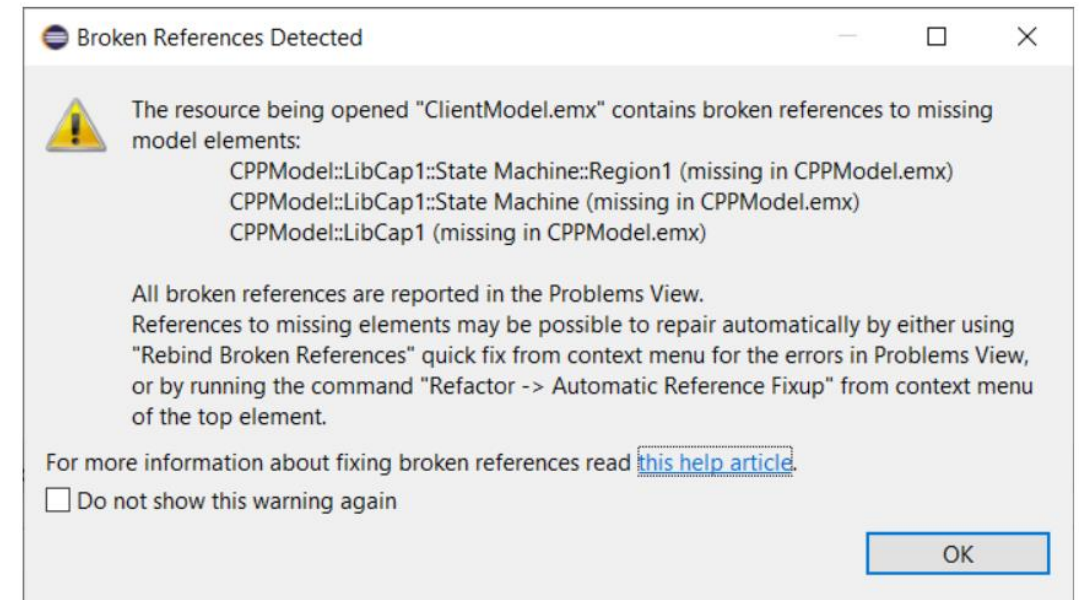 Broken References Detected
The resource being opened "ClientModel.emx" contains broken references to missing
model elements:
CPPModel::LibCap1::State Machine::Region1 (missing in CPPModel.emx)
CPPModel::LibCap1::State Machine (missing in CPPModel.emx)
CPPModel::LibCap1 (missing in CPPModel.emx)
All broken references are reported in the Problems View.
References to missing elements may be possible to repair automatically by either using
"Rebind Broken References" quick fix from context menu for the errors in Problems View,
or by running the command "Refactor -> Automatic Reference Fixup" from context menu
of the top element.
For more information about fixing broken references read this help article.
Do not show this warning again
OK